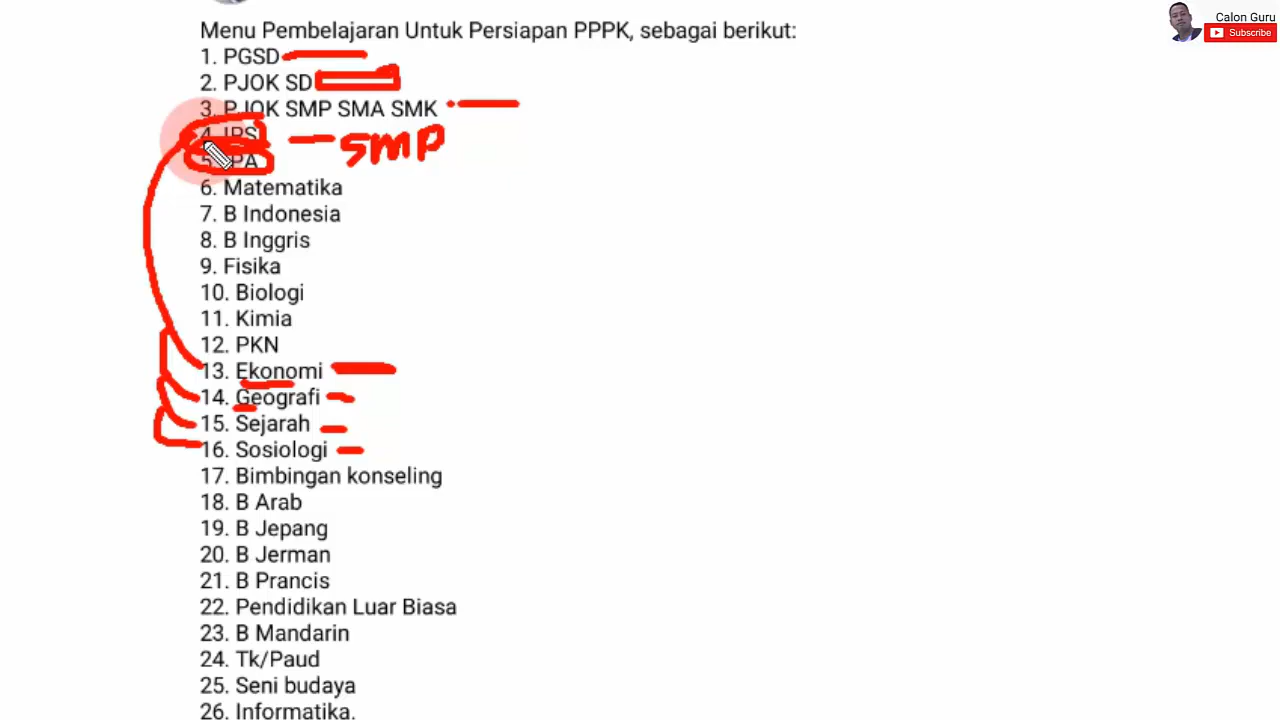 Calon Guru
Subscribe
Menu Pembelajaran Untuk Persiapan PPPK, sebagai berikut:
1. PGSD
2. PJOK SD
3. PJOK SMP SMA SMK
4. IPS
SMP
5. IPA
6. Matematika
7. B Indonesia
8. B Inggris
9. Fisika
10. Biologi
11. Kimia
12. PKN
13. Ekonomi
14. Geografi
15. Sejarah
16. Sosiologi
17. Bimbingan konseling
18. B Arab
19. B Jepang
20. B Jerman
21. B Prancis
22. Pendidikan Luar Biasa
23. B Mandarin
24. Tk/Paud
25. Seni budaya
26. Informatika.